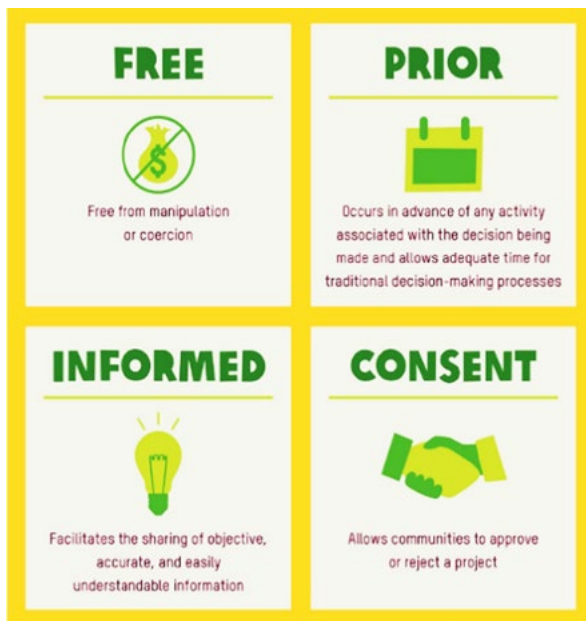 FREE
Free from manipulation
or coercion
PRIOR
Occurs in advance of any activity
associated with the decision being
made and allows adequate time for
traditional decision-making processes
INFORMED
Facilitates the sharing of objective,
accurate, and easily
understandable information
CONSENT
Allows communities to approve
or reject a project